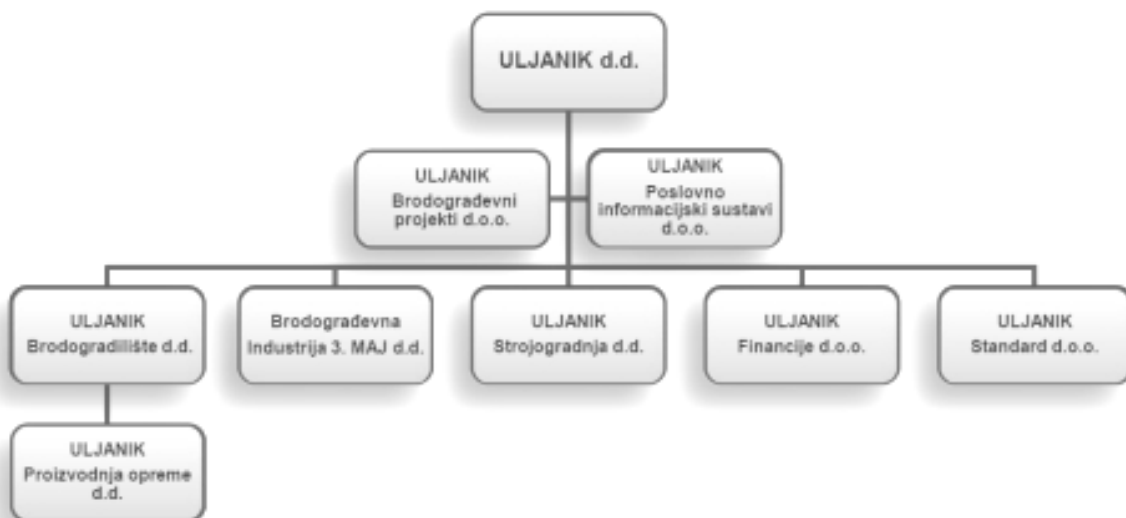 ULJANIK d.d.
ULJANIK
Brodograđevni
projekti d.o.o.
ULJANIK
Poslovno
informacijski sustavi
d.o.o.
ULJANIK
Brodogradilište d.d.
Brodograđevna
Industrija 3. MAJ d.d.
ULJANIK
Strojogradnja d.d.
ULJANIK
Financije d.o.o.
ULJANIK
Standard d.o.o.
ULJANIK
Proizvodnja opreme
d.d.